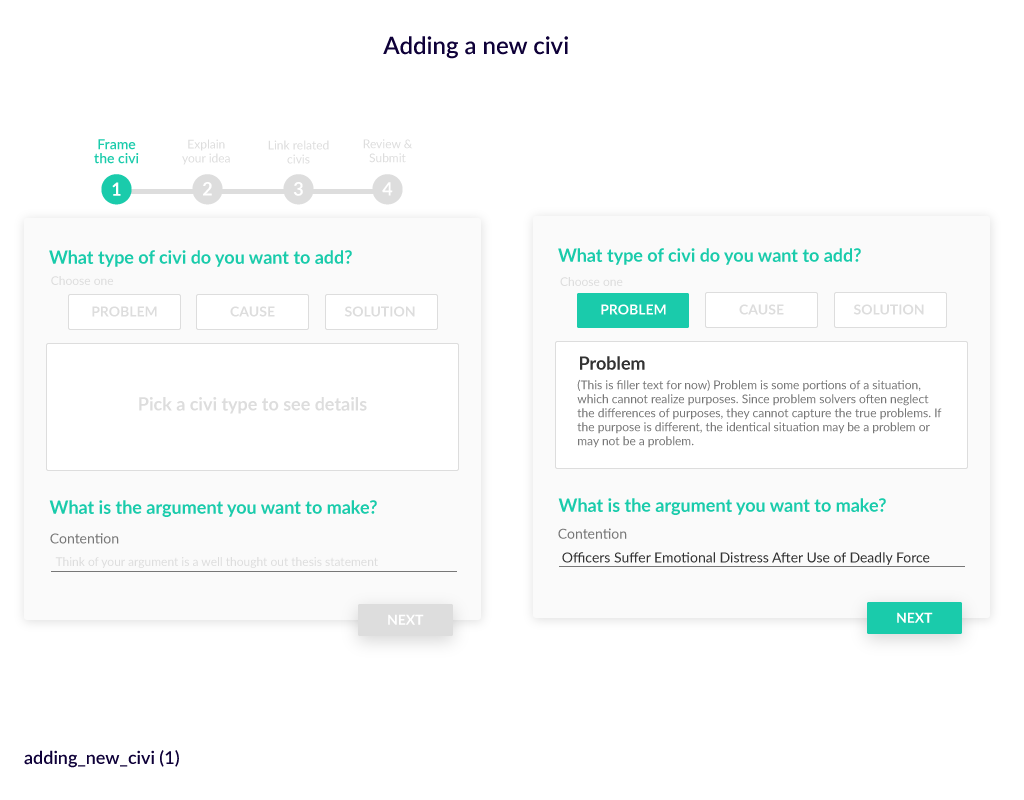 Adding a new civi
Frame
the civi
Explain
your idea
Link related
civis
Review &
Submit
1
2
3
4
What type of civi do you want to add?
Choose one
PROBLEM
CAUSE
SOLUTION
Pick a civi type to see details
What is the argument you want to make?
Contention
Think of your argument is a well thought out thesis statement
NEXT
What type of civi do you want to add?
Choose one
PROBLEM
CAUSE
SOLUTION
Problem
(This is filler text for now) Problem is some portions of a situation,
which cannot realize purposes. Since problem solvers often neglect
the differences of purposes, they cannot capture the true problems. If
the purpose is different, the identical situation may be a problem or
may not be a problem.
What is the argument you want to make?
Contention
Officers Suffer Emotional Distress After Use of Deadly Force
NEXT
adding_new_civi (1)